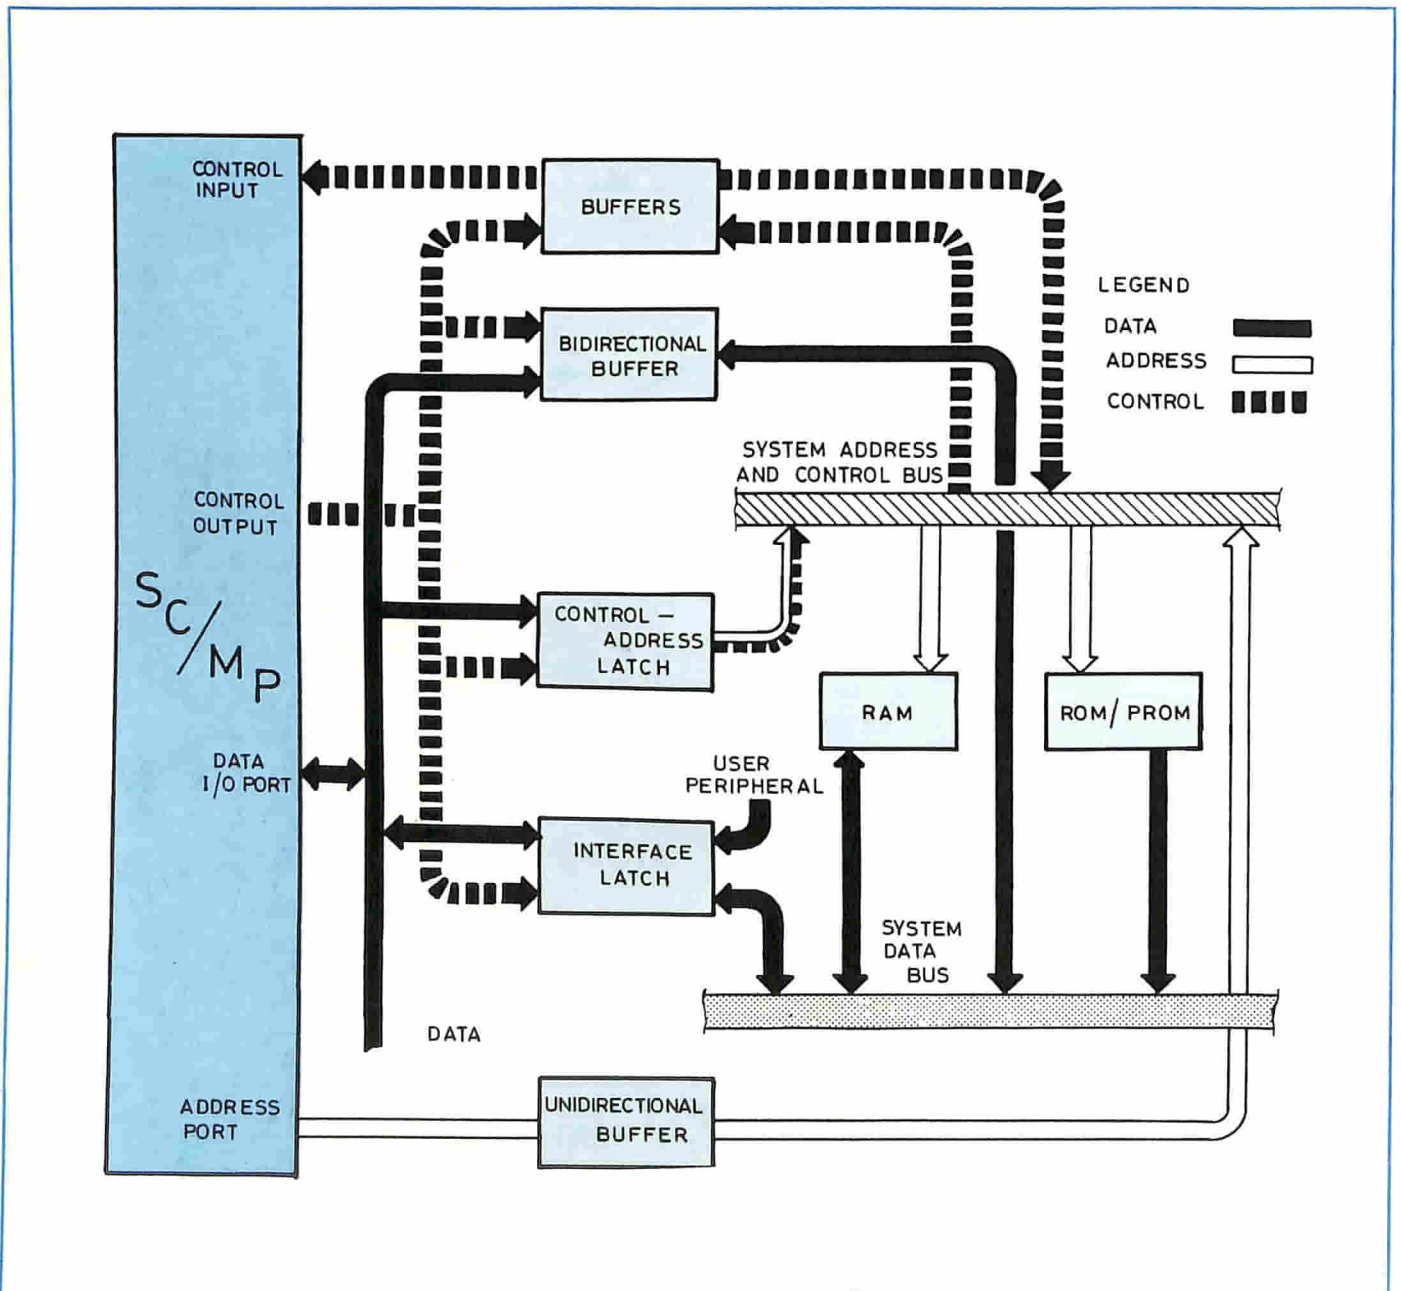 CONTROL
INPUT
BUFFERS
LEGEND
DATA
ADDRESS
CONTROL
BIDIRECTIONAL
BUFFER
SYSTEM ADDRESS
AND CONTROL BUS
CONTROL
OUTPUT
SC/MP
CONTROL –
ADDRESS
LATCH
RAM
ROM/PROM
DATA
I/O PORT
USER
PERIPHERAL
INTERFACE
LATCH
SYSTEM
DATA
BUS
DATA
ADDRESS
PORT
UNIDIRECTIONAL
BUFFER